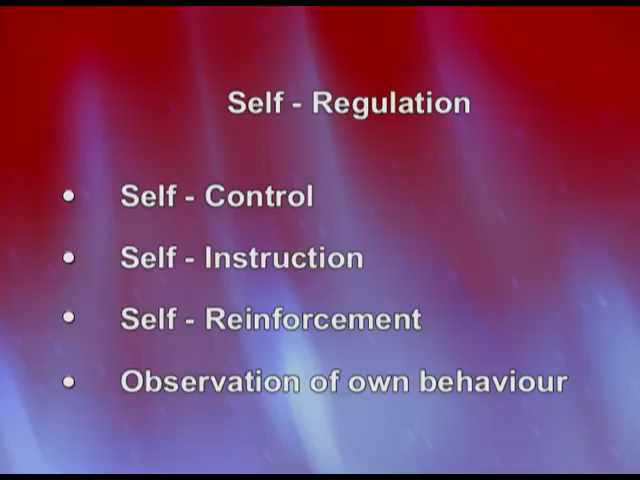 Self - Regulation
• Self - Control
• Self - Instruction
• Self - Reinforcement
• Observation of own behaviour